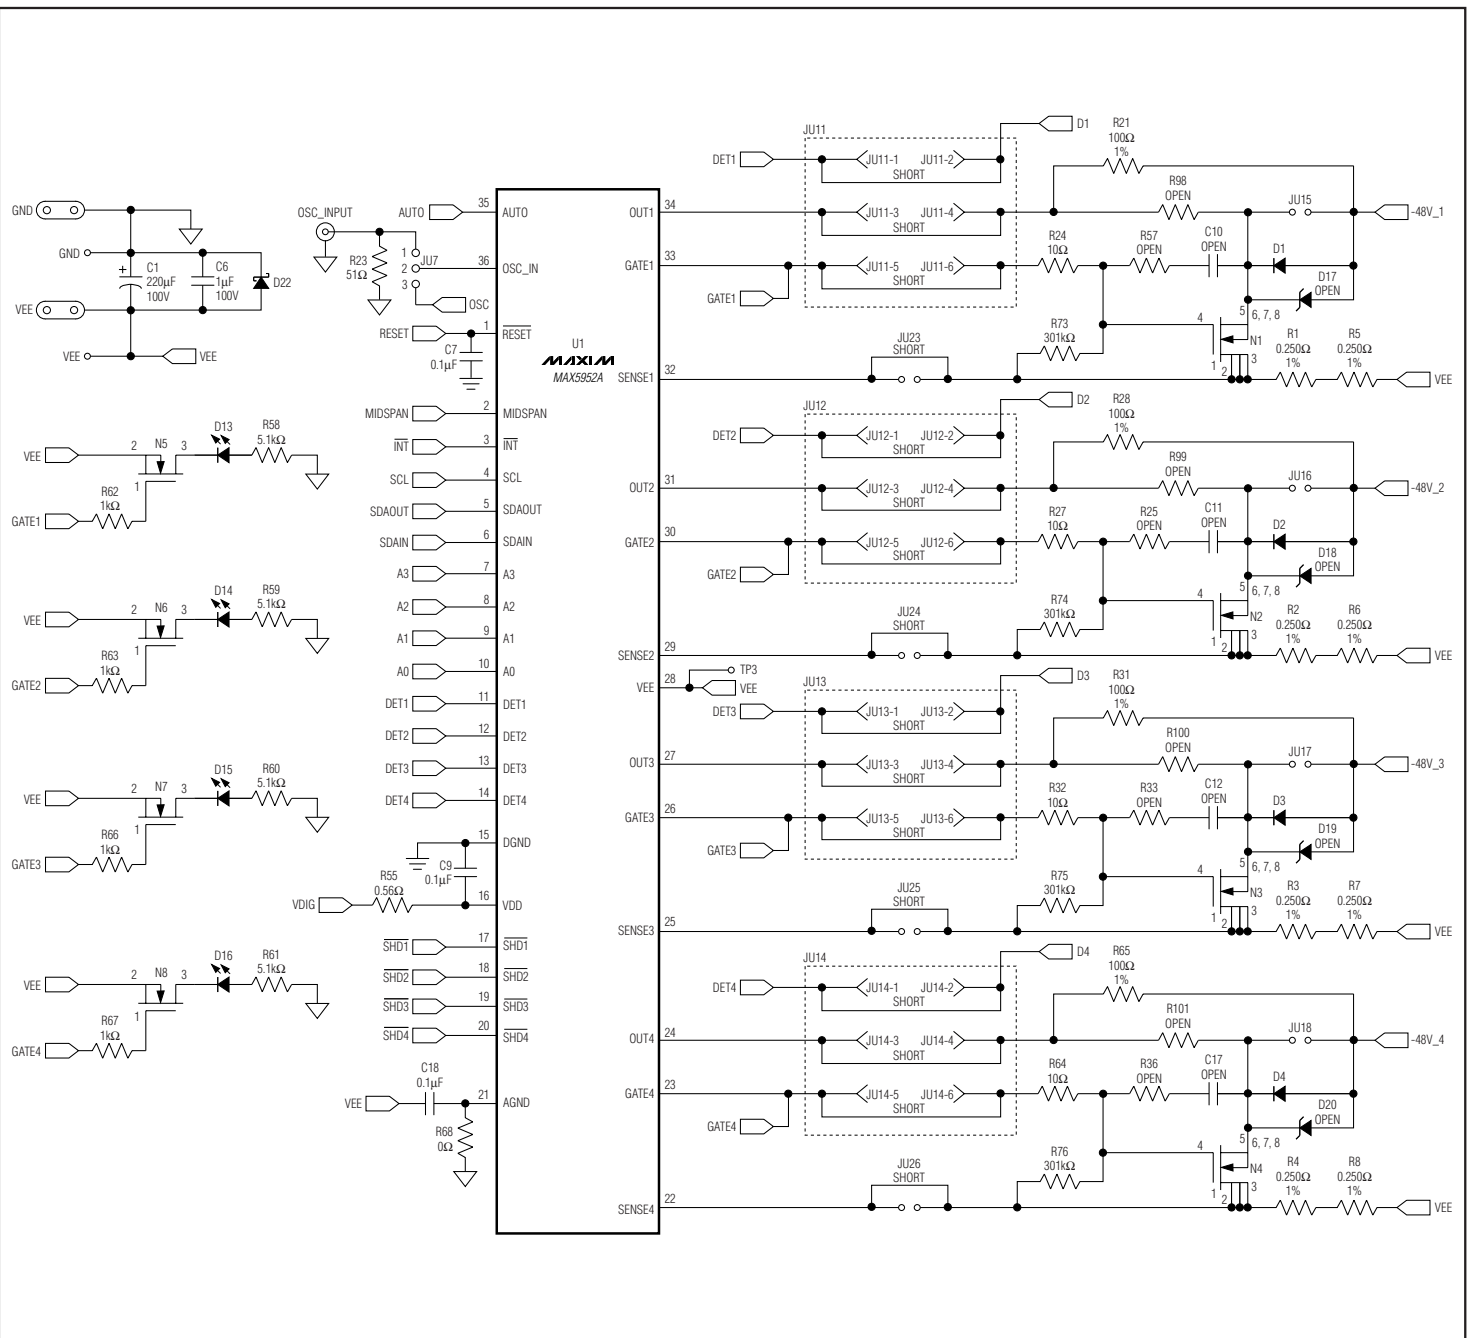 GND
GND
C1
220µF
100V
C6
1µF
100V
D22
VEE
VEE
VEE
+
OSC_INPUT
R23
51Ω
1
2
3
JU7
OSC
AUTO
35
AUTO
36
OSC_IN
RESET
1
RESET
C7
0.1µF
U1
MAXIM
MAX5952A
MIDSPAN
2
MIDSPAN
INT
3
INT
SCL
4
SCL
SDAOUT
5
SDAOUT
SDAIN
6
SDAIN
A3
7
A3
A2
8
A2
A1
9
A1
A0
10
A0
DET1
11
DET1
DET2
12
DET2
DET3
13
DET3
DET4
14
DET4
15
DGND
C9
0.1µF
VDIG
R55
0.56Ω
16
VDD
SHD1
17
SHD1
SHD2
18
SHD2
SHD3
19
SHD3
SHD4
20
SHD4
VEE
C18
0.1µF
21
AGND
R68
0Ω
VEE
2
N5
3
1
D13
R58
5.1kΩ
R62
1kΩ
GATE1
VEE
2
N6
3
1
D14
R59
5.1kΩ
R63
1kΩ
GATE2
VEE
2
N7
3
1
D15
R60
5.1kΩ
R66
1kΩ
GATE3
VEE
2
N8
3
1
D16
R61
5.1kΩ
R67
1kΩ
GATE4
OUT1
34
GATE1
33
SENSE1
32
OUT2
31
GATE2
30
SENSE2
29
VEE
28
TP3
VEE
OUT3
27
GATE3
26
SENSE3
25
OUT4
24
GATE4
23
SENSE4
22
JU11
DET1
JU11-1
JU11-2
SHORT
D1
JU11-3
JU11-4
SHORT
JU11-5
JU11-6
SHORT
GATE1
JU23
SHORT
R21
100Ω
1%
R98
OPEN
JU15
-48V_1
R24
10Ω
R57
OPEN
C10
OPEN
D1
D17
OPEN
R73
301kΩ
4
5
6, 7, 8
N1
1
2
3
R1
0.250Ω
1%
R5
0.250Ω
1%
VEE
JU12
DET2
JU12-1
JU12-2
SHORT
D2
JU12-3
JU12-4
SHORT
JU12-5
JU12-6
SHORT
GATE2
JU24
SHORT
R28
100Ω
1%
R99
OPEN
JU16
-48V_2
R27
10Ω
R25
OPEN
C11
OPEN
D2
D18
OPEN
R74
301kΩ
4
5
6, 7, 8
N2
1
2
3
R2
0.250Ω
1%
R6
0.250Ω
1%
VEE
JU13
DET3
JU13-1
JU13-2
SHORT
D3
JU13-3
JU13-4
SHORT
JU13-5
JU13-6
SHORT
GATE3
JU25
SHORT
R31
100Ω
1%
R100
OPEN
JU17
-48V_3
R32
10Ω
R33
OPEN
C12
OPEN
D3
D19
OPEN
R75
301kΩ
4
5
6, 7, 8
N3
1
2
3
R3
0.250Ω
1%
R7
0.250Ω
1%
VEE
JU14
DET4
JU14-1
JU14-2
SHORT
D4
JU14-3
JU14-4
SHORT
JU14-5
JU14-6
SHORT
GATE4
JU26
SHORT
R65
100Ω
1%
R101
OPEN
JU18
-48V_4
R64
10Ω
R36
OPEN
C17
OPEN
D4
D20
OPEN
R76
301kΩ
4
5
6, 7, 8
N4
1
2
3
R4
0.250Ω
1%
R8
0.250Ω
1%
VEE